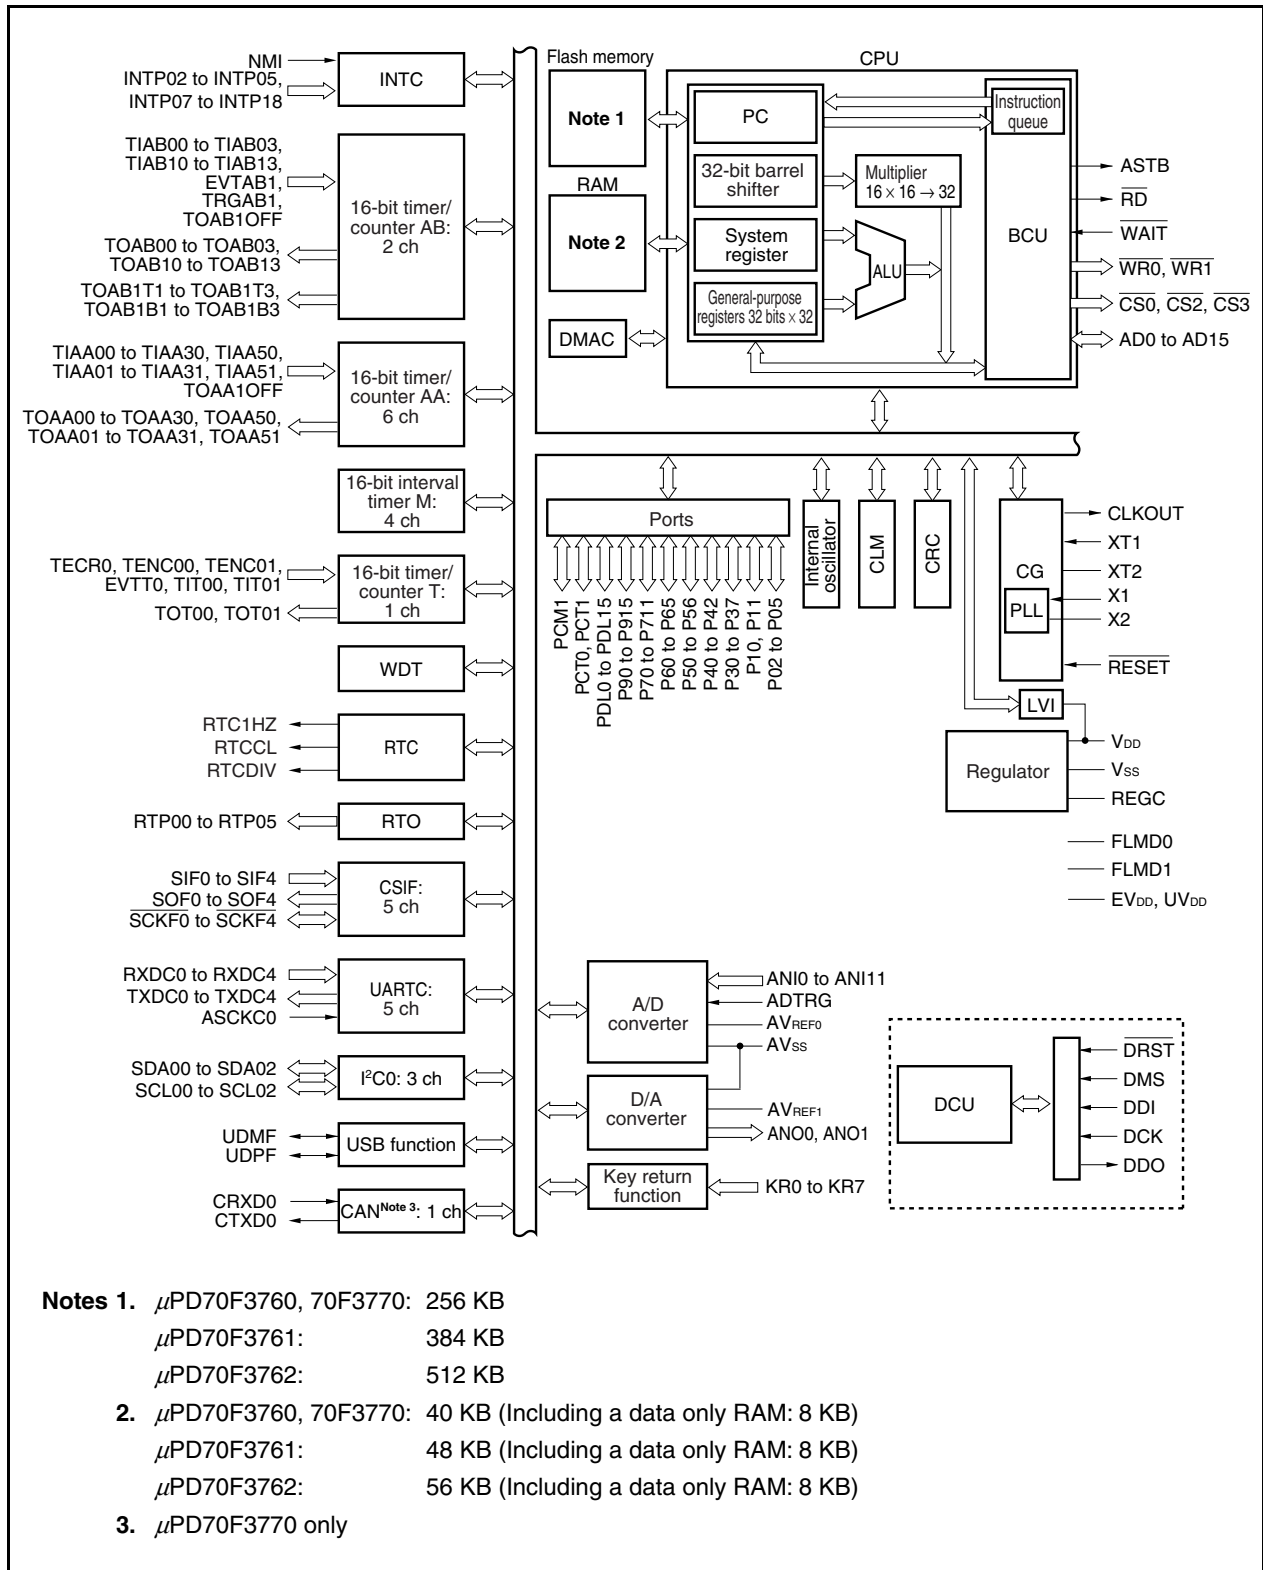 NMI
INTP02 to INTP05,
INTP07 to INTP18
INTC
TIAB00 to TIAB03,
TIAB10 to TIAB13,
EVTAB1,
TRGAB1,
TOAB1OFF
TOAB00 to TOAB03,
TOAB10 to TOAB13
TOAB1T1 to TOAB1T3,
TOAB1B1 to TOAB1B3
16-bit timer/
counter AB:
2 ch
TIAA00 to TIAA30, TIAA50,
TIAA01 to TIAA31, TIAA51,
TOAA1OFF
TOAA00 to TOAA30, TOAA50,
TOAA01 to TOAA31, TOAA51
16-bit timer/
counter AA:
6 ch
16-bit interval
timer M:
4 ch
TECR0, TENC00, TENC01,
EVTT0, TIT00, TIT01
TOT00, TOT01
16-bit timer/
counter T:
1 ch
WDT
RTC1HZ
RTCCL
RTCDIV
RTC
RTP00 to RTP05
RTO
SIF0 to SIF4
SOF0 to SOF4
SCKF0 to SCKF4
CSIF:
5 ch
RXDC0 to RXDC4
TXDC0 to TXDC4
ASCKC0
UARTC:
5 ch
SDA00 to SDA02
SCL00 to SCL02
I²C0: 3 ch
UDMF
UDPF
USB function
CRXD0
CTXD0
CAN Note 3: 1 ch
Flash memory
Note 1
RAM
Note 2
DMAC
CPU
PC
32-bit barrel
shifter
System
register
General-purpose
registers 32 bits × 32
Multiplier
16 × 16 → 32
ALU
Instruction
queue
BCU
ASTB
RD
WAIT
WR0, WR1
CS0, CS2, CS3
AD0 to AD15
Ports
PCM1
PCT0, PCT1
PDL0 to PDL15
P90 to P915
P70 to P711
P60 to P65
P50 to P56
P40 to P42
P30 to P37
P10, P11
P02 to P05
Internal
oscillator
CLM
CRC
CG
PLL
CLKOUT
XT1
XT2
X1
X2
RESET
LVI
Regulator
VDD
VSS
REGC
FLMD0
FLMD1
EVDD, UVDD
A/D
converter
ANI0 to ANI11
ADTRG
AVREF0
AVSS
D/A
converter
AVREF1
ANO0, ANO1
Key return
function
KR0 to KR7
DCU
DRST
DMS
DDI
DCK
DDO
Notes 1. μPD70F3760, 70F3770: 256 KB
μPD70F3761: 384 KB
μPD70F3762: 512 KB
2. μPD70F3760, 70F3770: 40 KB (Including a data only RAM: 8 KB)
μPD70F3761: 48 KB (Including a data only RAM: 8 KB)
μPD70F3762: 56 KB (Including a data only RAM: 8 KB)
3. μPD70F3770 only